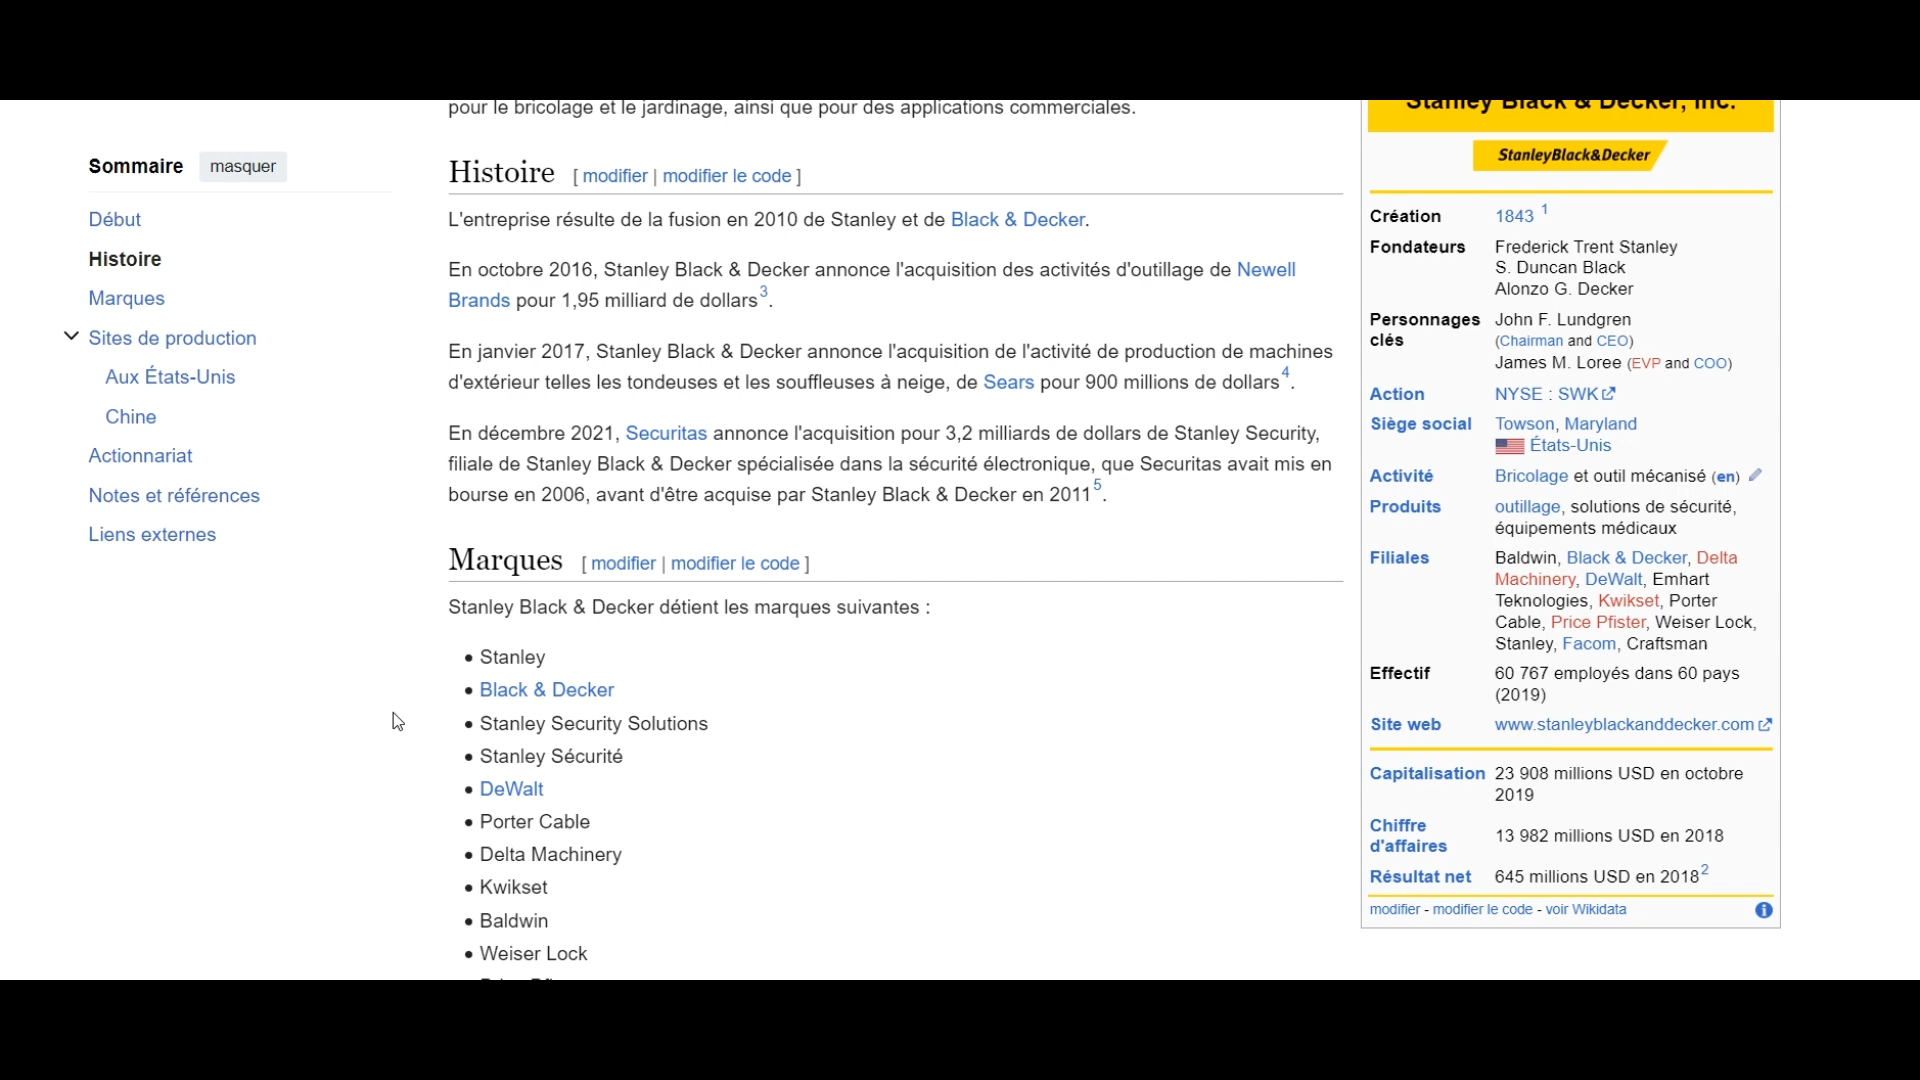 pour le bricolage et le jardinage, ainsi que pour des applications commerciales.
Sommaire masquer
Début
Histoire
Marques
Sites de production
Aux États-Unis
Chine
Actionnariat
Notes et références
Liens externes
Histoire [ modifier | modifier le code ]
L'entreprise résulte de la fusion en 2010 de Stanley et de Black & Decker.
En octobre 2016, Stanley Black & Decker annonce l'acquisition des activités d'outillage de Newell
Brands pour 1,95 milliard de dollars3.
En janvier 2017, Stanley Black & Decker annonce l'acquisition de l'activité de production de machines
d'extérieur telles les tondeuses et les souffleuses à neige, de Sears pour 900 millions de dollars4.
En décembre 2021, Securitas annonce l'acquisition pour 3,2 milliards de dollars de Stanley Security,
filiale de Stanley Black & Decker spécialisée dans la sécurité électronique, que Securitas avait mis en
bourse en 2006, avant d'être acquise par Stanley Black & Decker en 20115.
Marques [ modifier | modifier le code ]
Stanley Black & Decker détient les marques suivantes :
• Stanley
• Black & Decker
• Stanley Security Solutions
• Stanley Sécurité
• DeWalt
• Porter Cable
• Delta Machinery
• Kwikset
• Baldwin
• Weiser Lock
Stanley Black & Decker, Inc.
StanleyBlack&Decker
Création 1843 1
Fondateurs Frederick Trent Stanley
S. Duncan Black
Alonzo G. Decker
Personnages John F. Lundgren
clés (Chairman and CEO)
James M. Loree (EVP and COO)
Action NYSE : SWK
Siège social Towson, Maryland
États-Unis
Activité Bricolage et outil mécanisé (en)
Produits outillage, solutions de sécurité,
équipements médicaux
Filiales Baldwin, Black & Decker, Delta
Machinery, DeWalt, Emhart
Teknologies, Kwikset, Porter
Cable, Price Pfister, Weiser Lock,
Stanley, Facom, Craftsman
Effectif 60 767 employés dans 60 pays
(2019)
Site web www.stanleyblackanddecker.com
Capitalisation 23 908 millions USD en octobre
2019
Chiffre
d'affaires 13 982 millions USD en 2018
Résultat net 645 millions USD en 20182
modifier - modifier le code - voir Wikidata